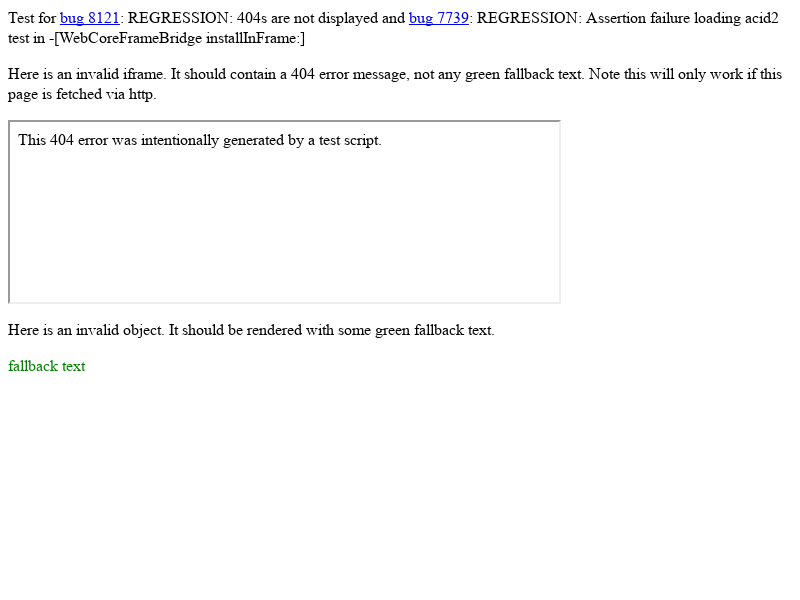 Test for bug 8121: REGRESSION: 404s are not displayed and bug 7739: REGRESSION: Assertion failure loading acid2
test in -[WebCoreFrameBridge installInFrame:]
Here is an invalid iframe. It should contain a 404 error message, not any green fallback text. Note this will only work if this
page is fetched via http.
This 404 error was intentionally generated by a test script.
Here is an invalid object. It should be rendered with some green fallback text.
fallback text